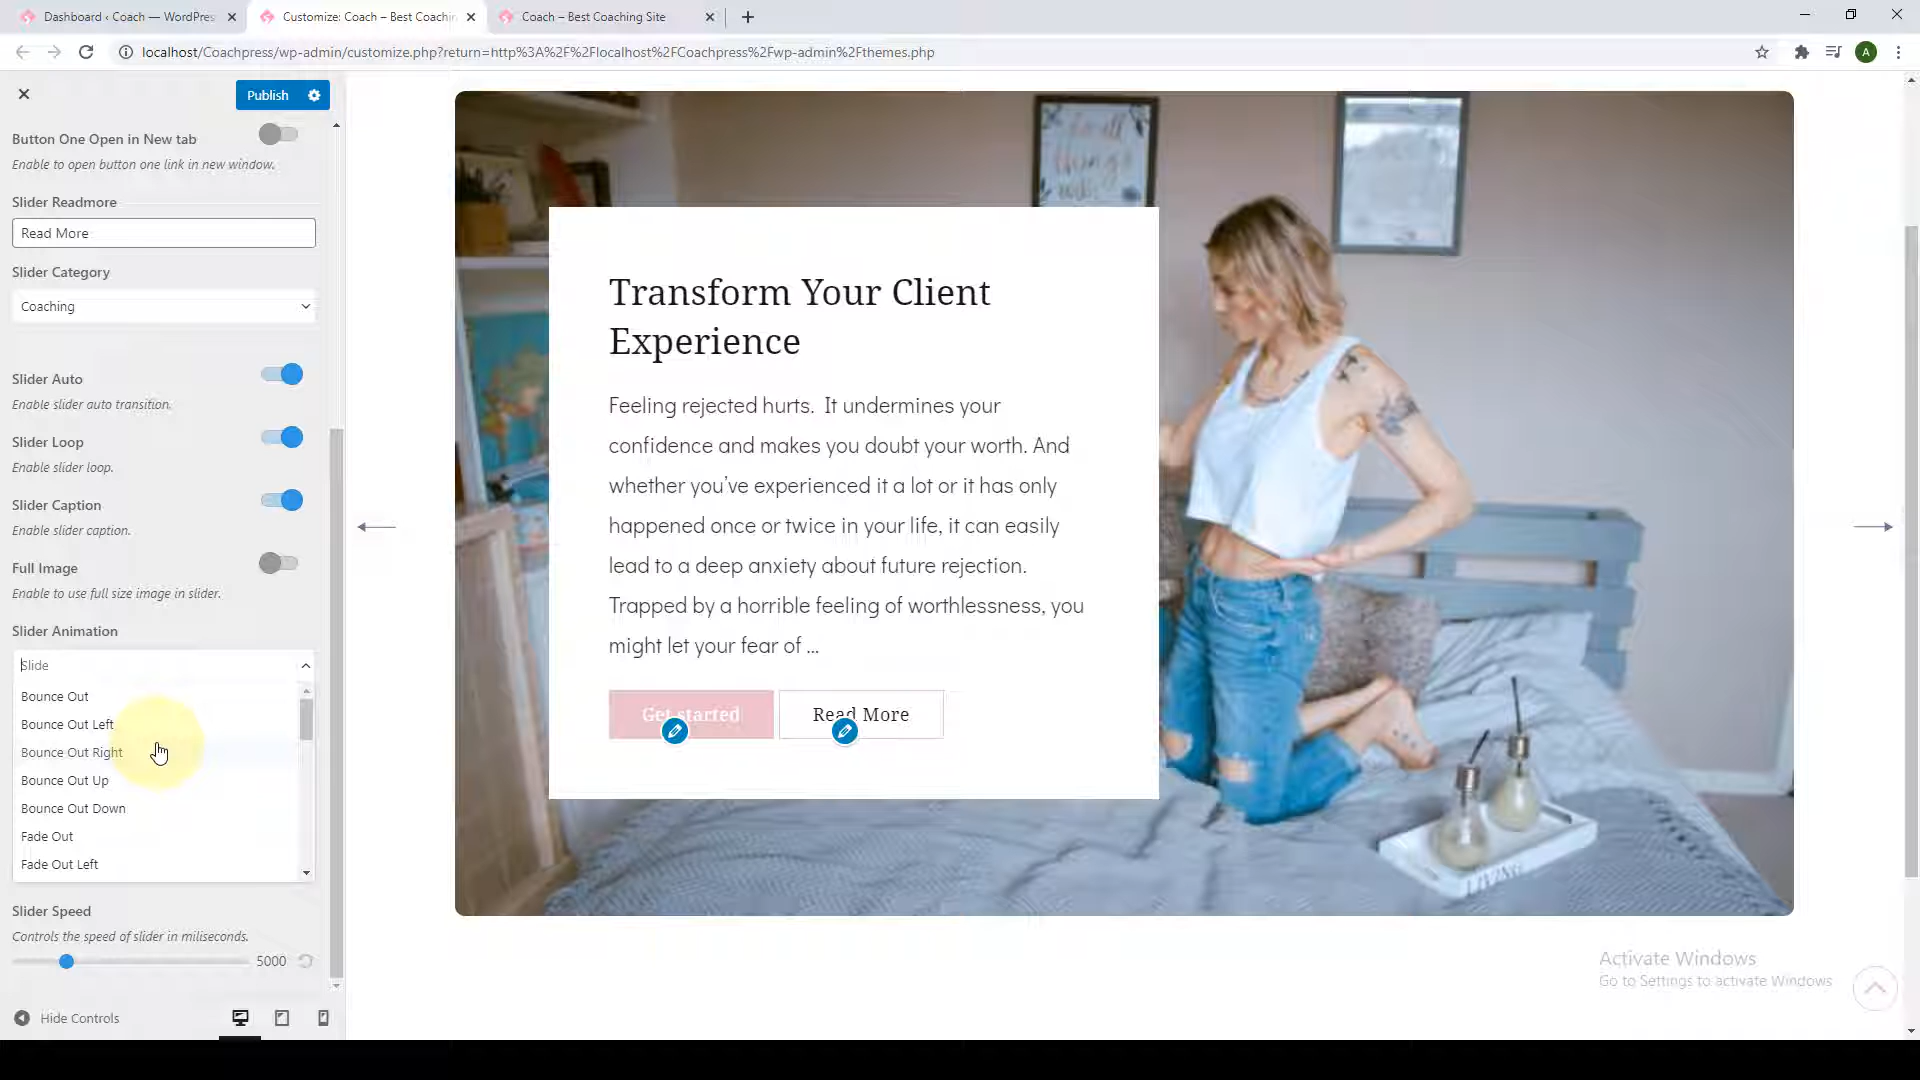 Dashboard ‹ Coach — WordPres
Customize: Coach – Best Coachin
Coach – Best Coaching Site
localhost/Coachpress/wp-admin/customize.php?return=http%3A%2F%2Flocalhost%2FCoachpress%2Fwp-admin%2Fthemes.php
A
Publish
Button One Open in New tab
Enable to open button one link in new window.
Slider Readmore
Read More
Slider Category
Coaching
Slider Auto
Enable slider auto transition.
Slider Loop
Enable slider loop.
Slider Caption
Enable slider caption.
Full Image
Enable to use full size image in slider.
Slider Animation
Slide
Bounce Out
Bounce Out Left
Bounce Out Right
Bounce Out Up
Bounce Out Down
Fade Out
Fade Out Left
Slider Speed
Controls the speed of slider in miliseconds.
5000
Hide Controls
do all
things
with
Transform Your Client
Experience
Feeling rejected hurts. It undermines your
confidence and makes you doubt your worth. And
whether you’ve experienced it a lot or it has only
happened once or twice in your life, it can easily
lead to a deep anxiety about future rejection.
Trapped by a horrible feeling of worthlessness, you
might let your fear of ...
Get started
Read More
LIVING
Activate Windows
Go to Settings to activate Windows